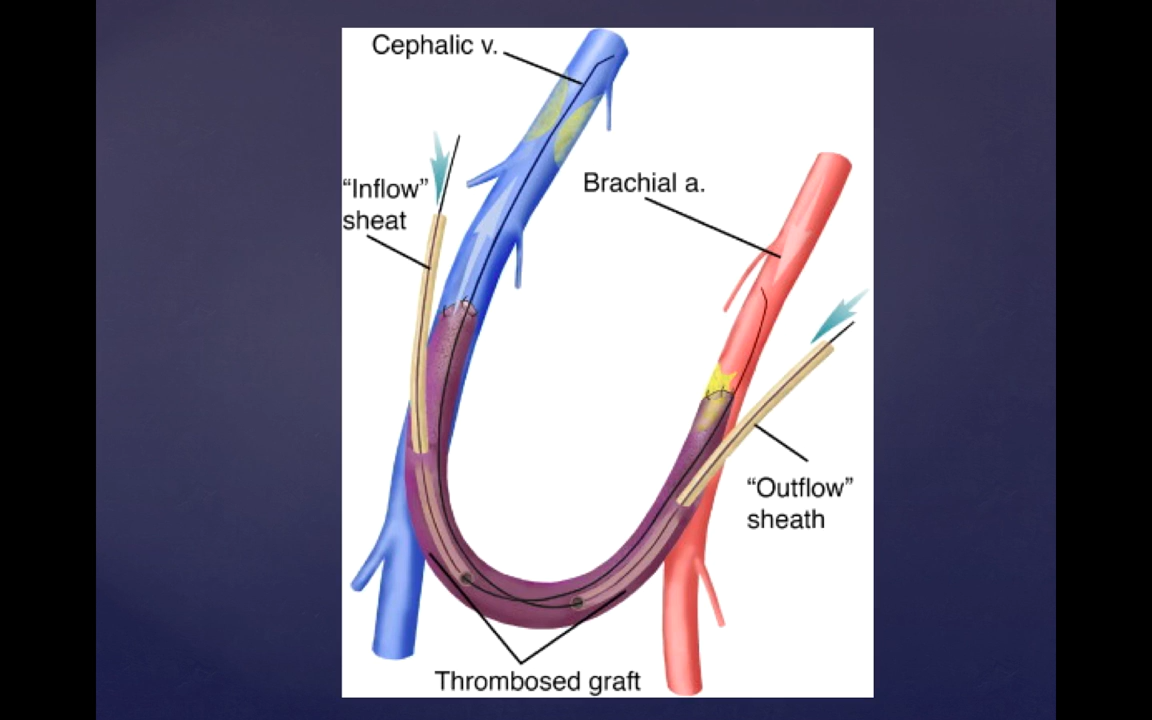 Cephalic v.
“Inflow”
sheat
Brachial a.
“Outflow”
sheath
Thrombosed graft